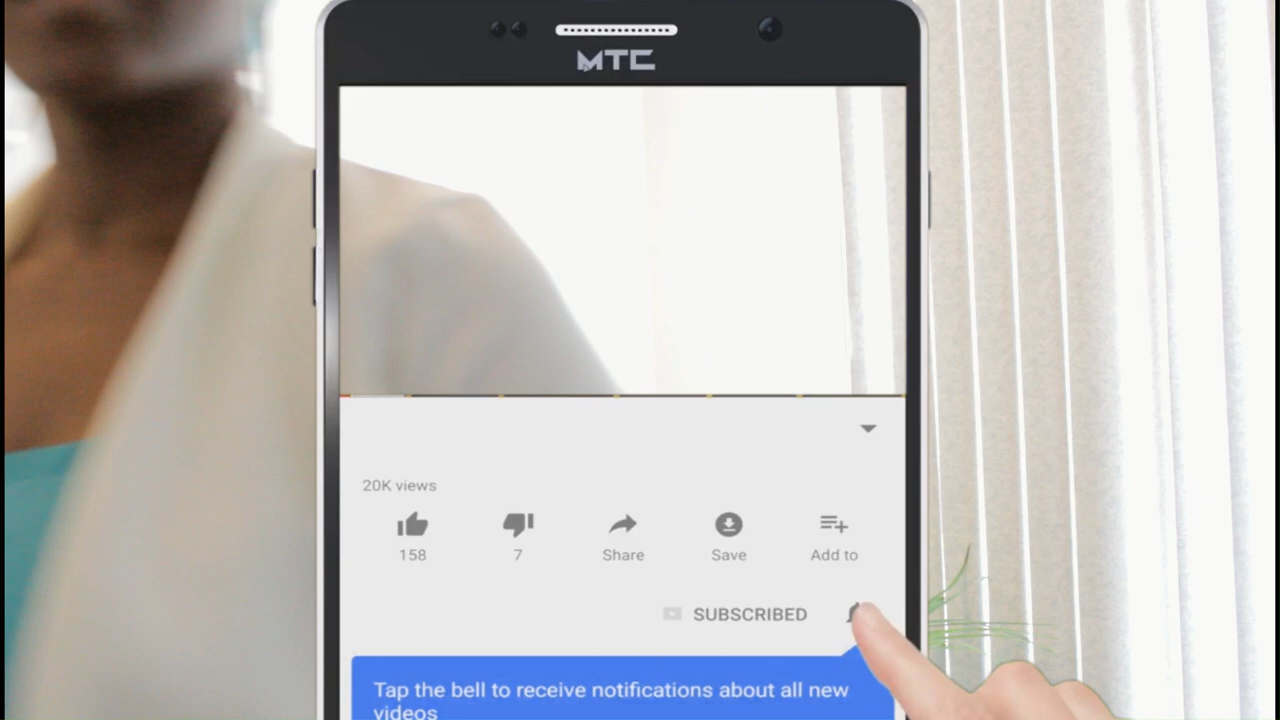 MTC
20K views
158
7
Share
Save
Add to
SUBSCRIBED
Tap the bell to receive notifications about all new
videos